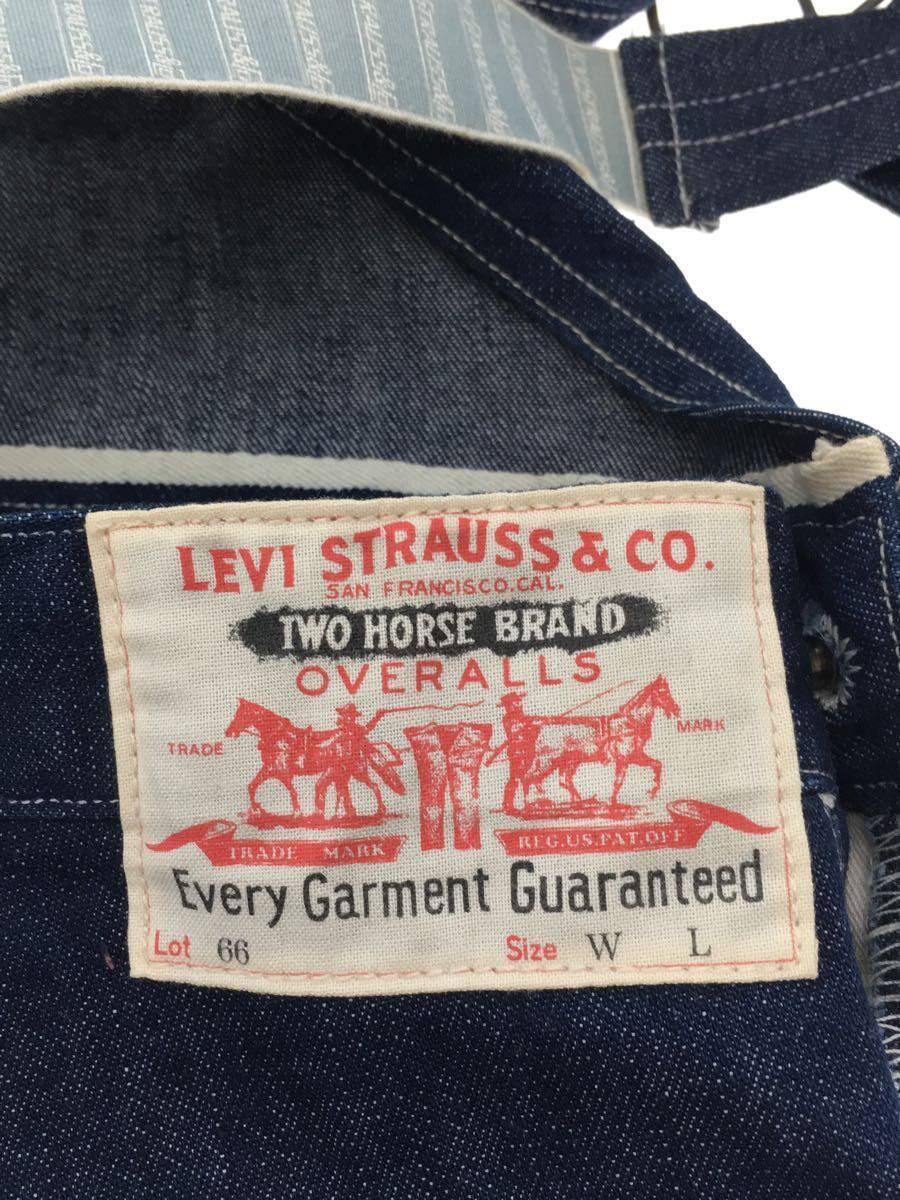 LEVI STRAUSS & CO.
SAN FRANCISCO.CAL.
TWO HORSE BRAND
OVERALLS
TRADE MARK
TRADE MARK REG.US.PAT.OFF
Every Garment Guaranteed
Lot 66 Size W L